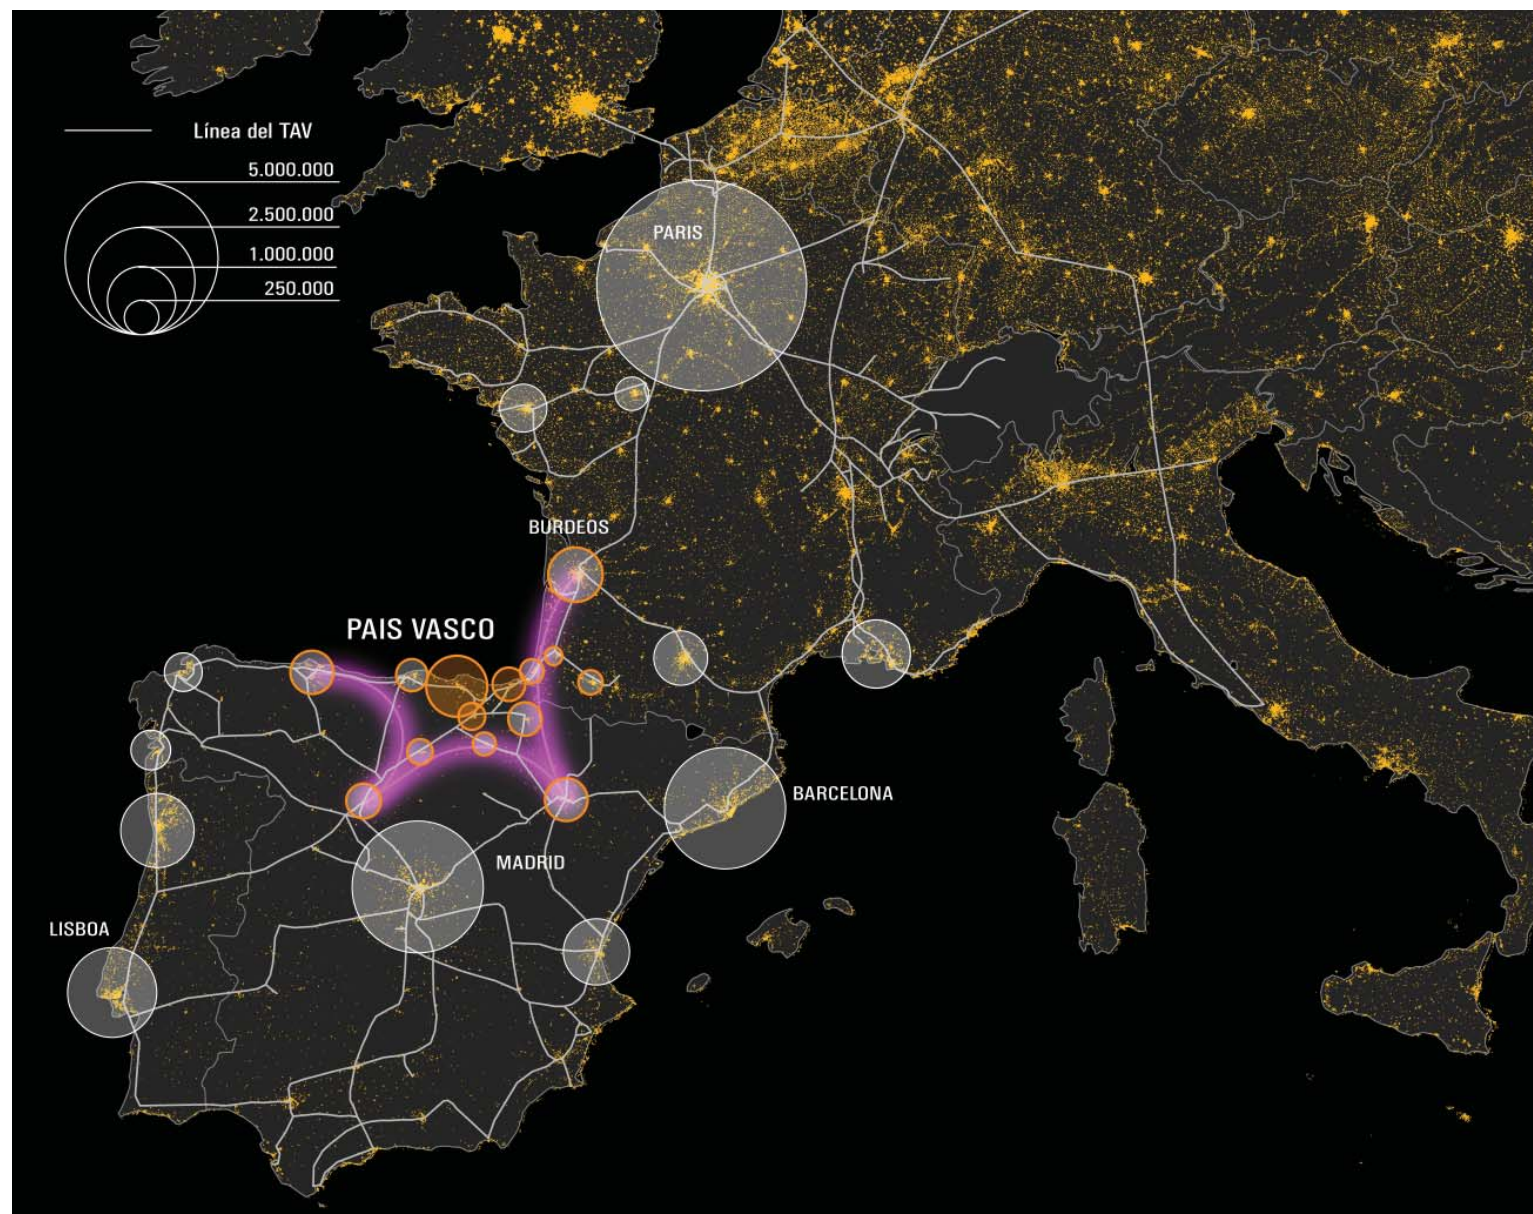 Línea del TAV
5.000.000
2.500.000
1.000.000
250.000
PARIS
BURDEOS
PAIS VASCO
BARCELONA
MADRID
LISBOA